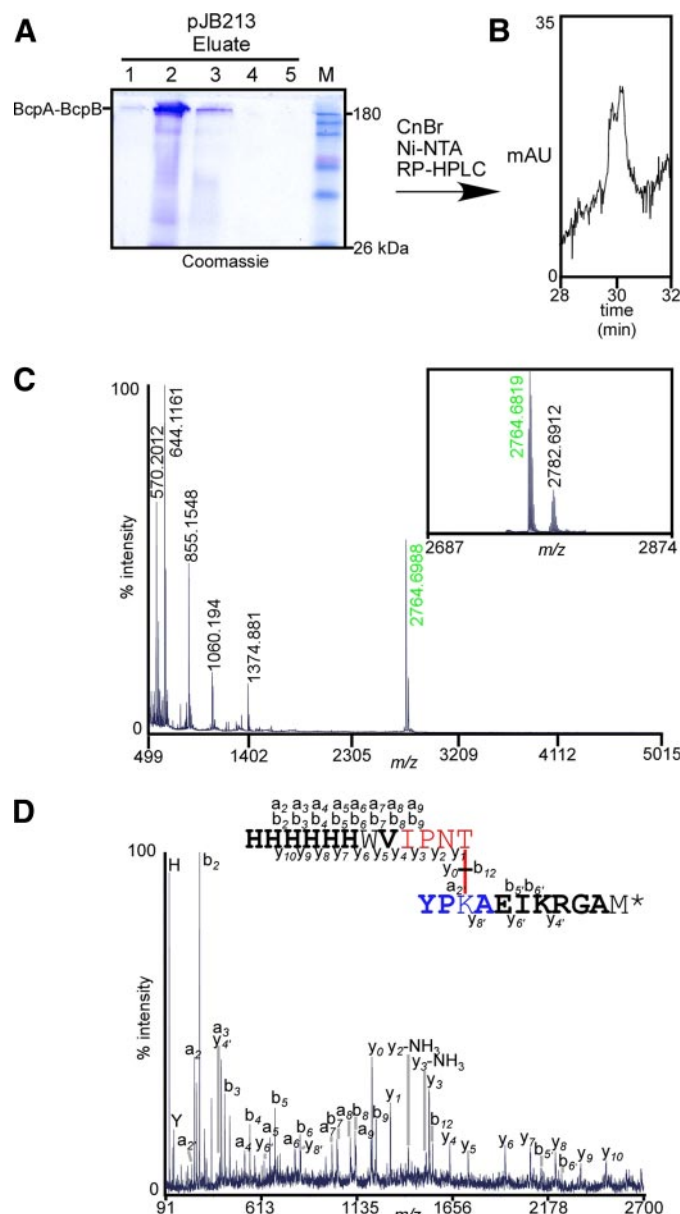 A
pJB213
Eluate
1 2 3 4 5 M
BcpA-BcpB
180
26 kDa
Coomassie
CnBr
Ni-NTA
RP-HPLC
B
35
mAU
0
28 30 32
time
(min)
C
100
% intensity
0
570.2012
644.1161
855.1548
1060.194
1374.881
2764.6988
499 1402 2305 3209 4112 5015
m/z
2764.6819
2782.6912
2687 2874
m/z
D
a2 a3 a4 a5 a6 a7 a8 a9
b2 b3 b4 b5 b6 b7 b8 b9
HHHHHHWVIPNT
y10 y9 y8 y7 y6 y5 y4 y3 y2 y1
y0 b12
a2 b5' b6'
YPKAEIKRGAM*
y8' y6' y4'
100
% intensity
0
H
b2
Y
a2'
a2
a3
y4'
b3
a4
b4
y6'
a5
b5
a6
b6
y8'
a7
b7
a8
b8
a9
b9
y0
y1
y2-NH3
y3-NH3
y3
b12
y4
y5
y6
y7
b5'
y8
b6'
y9
y10
91 613 1135 1656 2178 2700
m/z